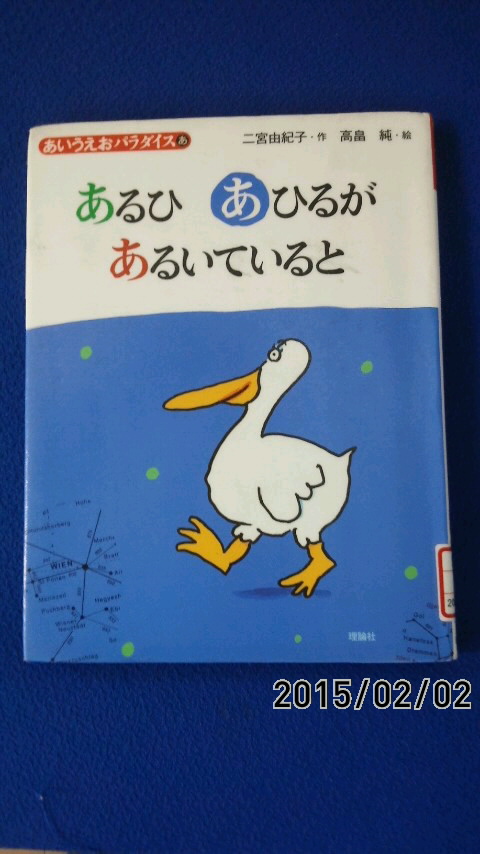 あいうえおパラダイス あ
二宮由紀子・作 高畠 純・絵
あるひ あひるが
あるいていると
WIEN
理論社
20
2015/02/02